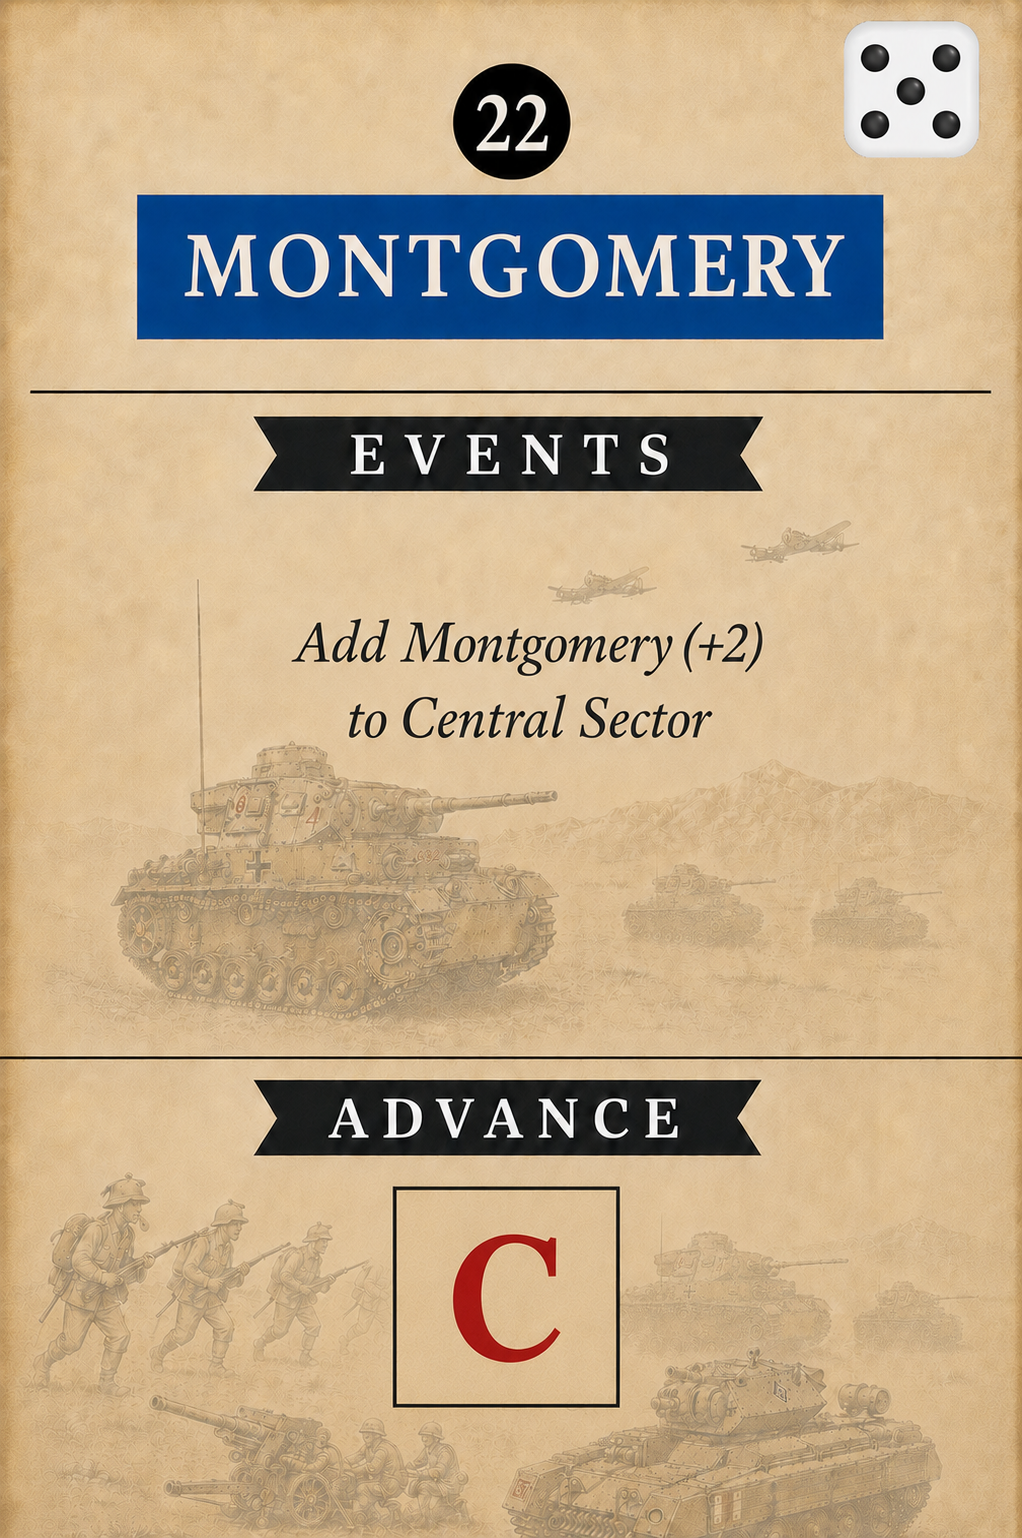 22
MONTGOMERY
EVENTS
Add Montgomery (+2)
to Central Sector
ADVANCE
C